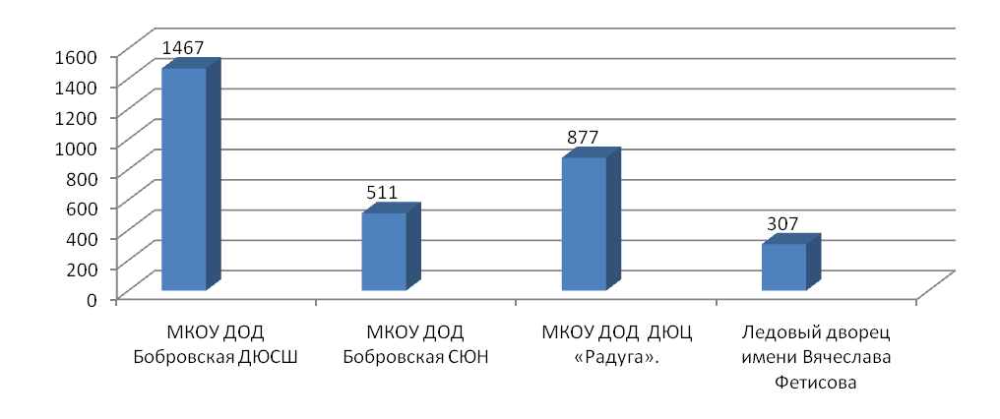 1600
1400
1200
1000
800
600
400
200
0
1467
511
877
307
МКОУ ДОД
Бобровская ДЮСШ
МКОУ ДОД
Бобровская СЮН
МКОУ ДОД  ДЮЦ
«Радуга».
Ледовый дворец
имени Вячеслава
Фетисова